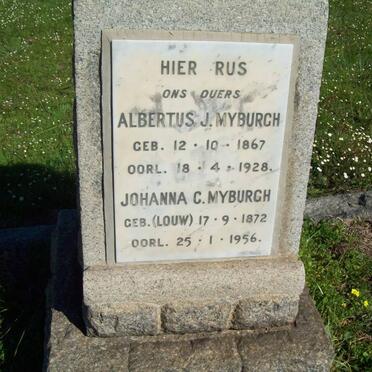 HIER RUS
ONS OUERS
ALBERTUS J. MYBURGH
GEB. 12 · 10 · 1867
OORL. 18 · 4 · 1928.
JOHANNA C. MYBURGH
GEB. (LOUW) 17 · 9 · 1872
OORL. 25 · 1 · 1956.